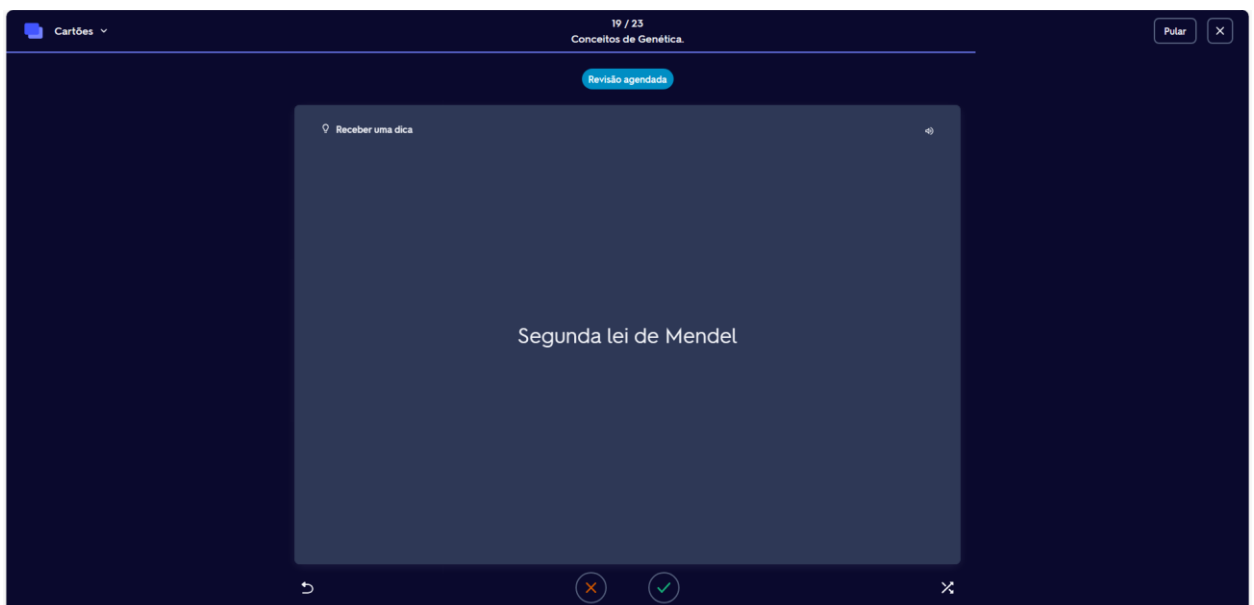 Cartões
19 / 23
Conceitos de Genética.
Pular
Revisão agendada
Receber uma dica
Segunda lei de Mendel